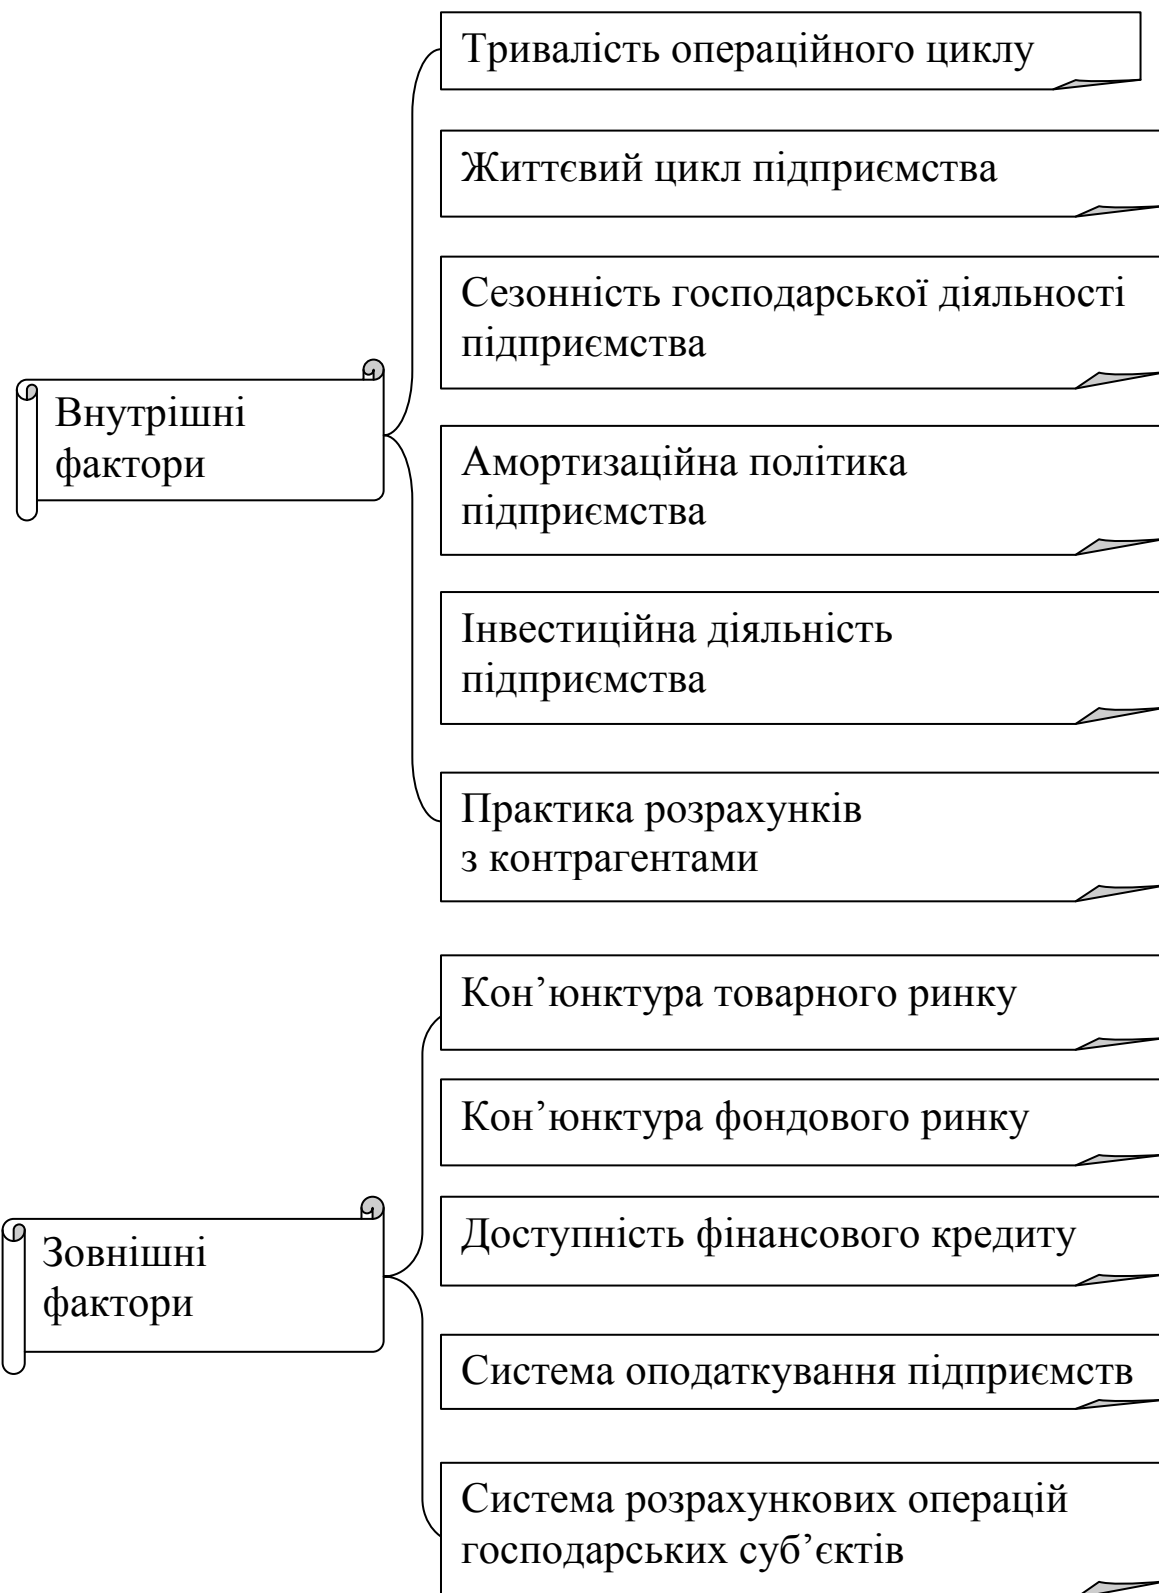 Внутрішні
фактори
Тривалість операційного циклу
Життєвий цикл підприємства
Сезонність господарської діяльності
підприємства
Амортизаційна політика
підприємства
Інвестиційна діяльність
підприємства
Практика розрахунків
з контрагентами
Зовнішні
фактори
Кон’юнктура товарного ринку
Кон’юнктура фондового ринку
Доступність фінансового кредиту
Система оподаткування підприємств
Система розрахункових операцій
господарських суб’єктів